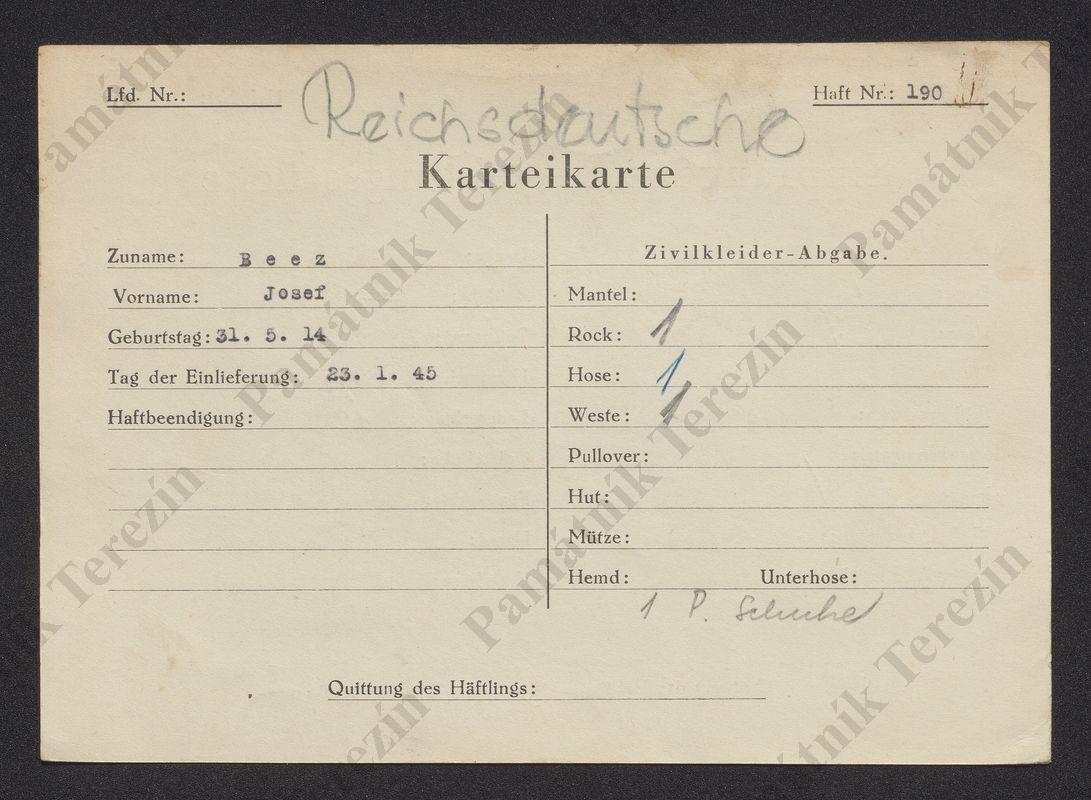 Reichsdeutsche
Lfd. Nr.:
Haft Nr.: 190
Karteikarte
Zuname: Beez
Vorname: Josef
Geburtstag: 31. 5. 14
Tag der Einlieferung: 23. 1. 45
Haftbeendigung:
Zivilkleider-Abgabe.
Mantel:
Rock: 1
Hose: 1
Weste: 1
Pullover:
Hut:
Mütze:
Hemd: Unterhose:
1 P. Schuhe
Quittung des Häftlings:
Památník Terezín